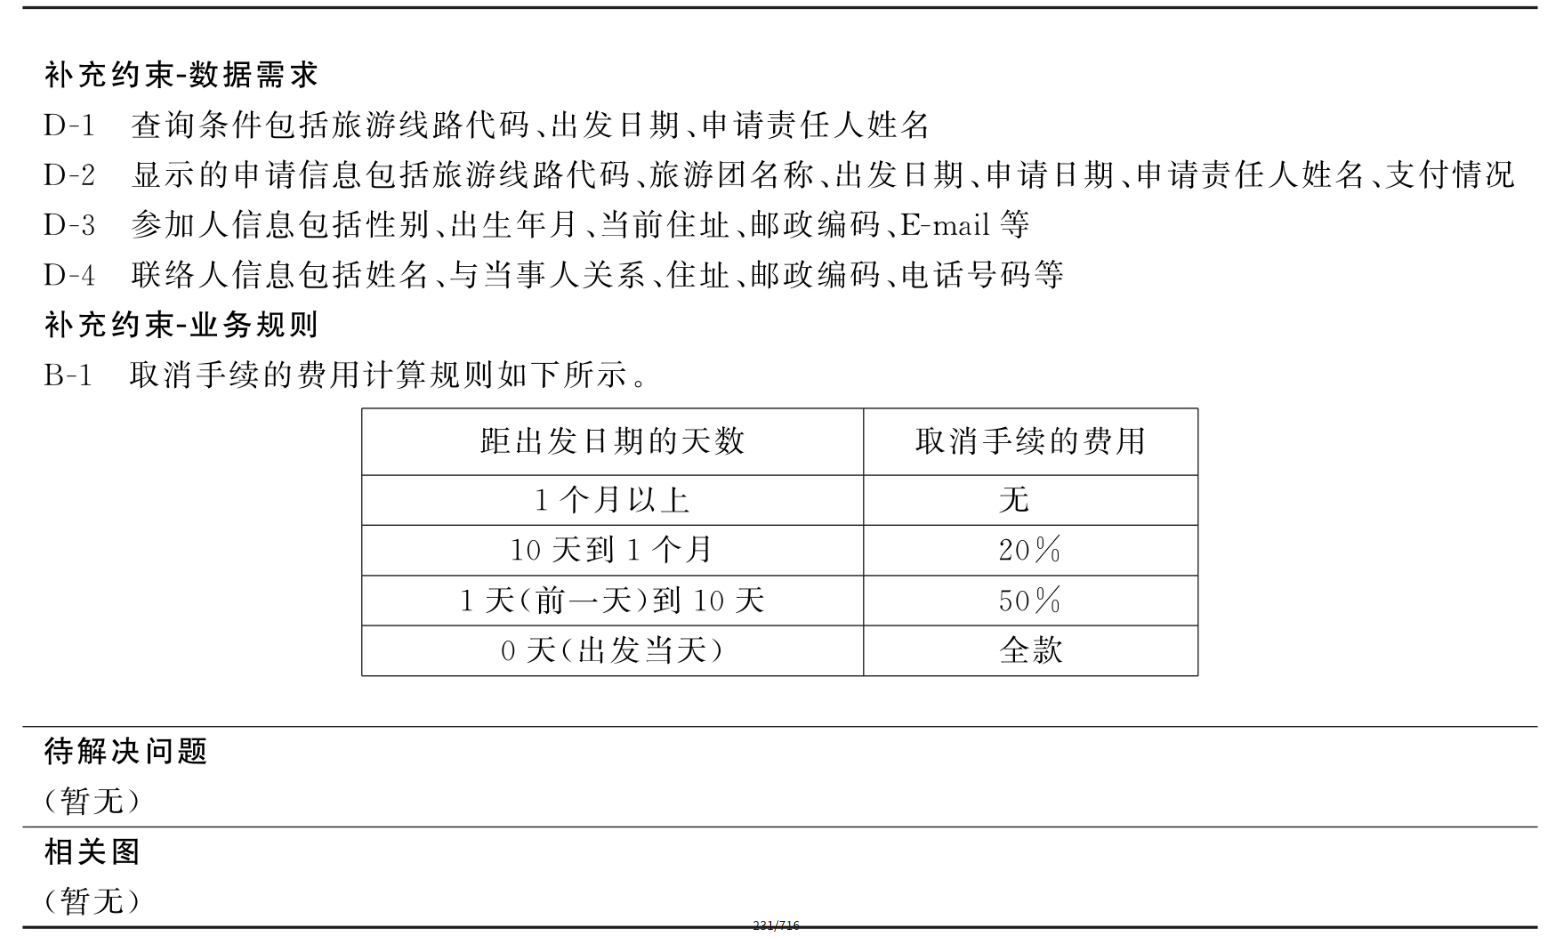 补充约束-数据需求
D-1 查询条件包括旅游线路代码、出发日期、申请责任人姓名
D-2 显示的申请信息包括旅游线路代码、旅游团名称、出发日期、申请日期、申请责任人姓名、支付情况
D-3 参加人信息包括性别、出生年月、当前住址、邮政编码、E-mail 等
D-4 联络人信息包括姓名、与当事人关系、住址、邮政编码、电话号码等
补充约束-业务规则
B-1 取消手续的费用计算规则如下所示。
距出发日期的天数 取消手续的费用
1 个月以上 无
10 天到 1 个月 20%
1 天(前一天)到 10 天 50%
0 天(出发当天) 全款
待解决问题
(暂无)
相关图
(暂无)
231/716